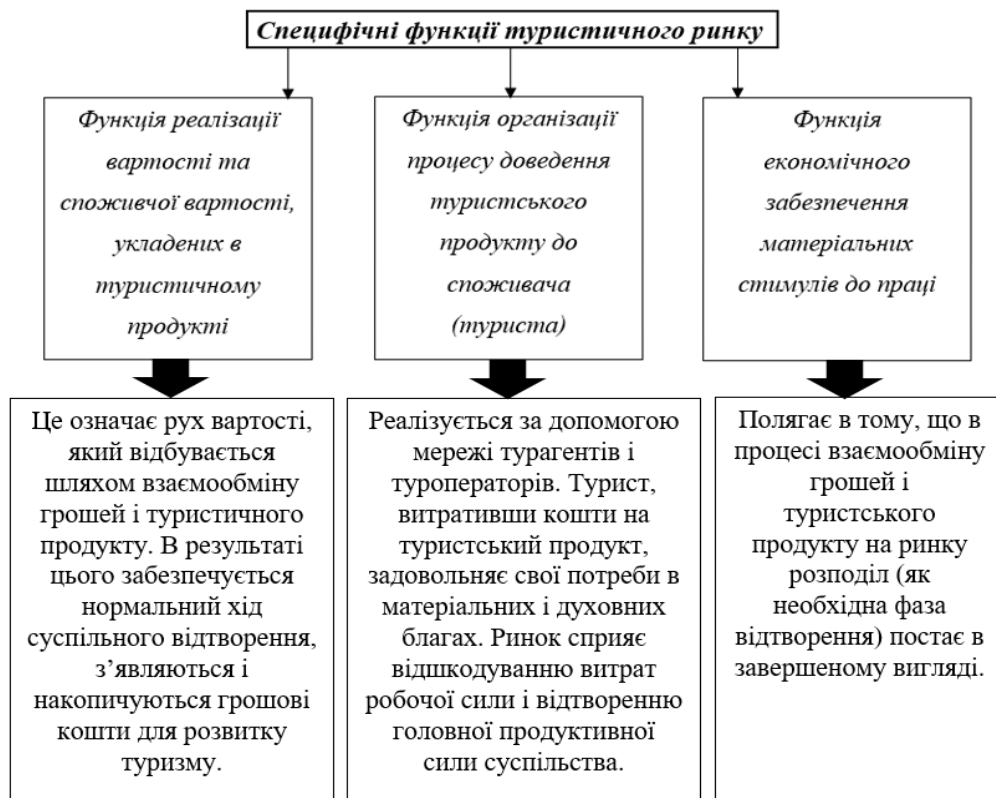 Специфічні функції туристичного ринку
Функція реалізації
вартості та
споживчої вартості,
укладених в
туристичному
продукті
Функція організації
процесу доведення
туристського
продукту до
споживача
(туриста)
Функція
економічного
забезпечення
матеріальних
стимулів до праці
Це означає рух вартості,
який відбувається
шляхом взаємообміну
грошей і туристичного
продукту. В результаті
цього забезпечується
нормальний хід
суспільного відтворення,
з’являються і
накопичуються грошові
кошти для розвитку
туризму.
Реалізується за допомогою
мережі турагентів і
туроператорів. Турист,
витративши кошти на
туристський продукт,
задовольняє свої потреби в
матеріальних і духовних
благах. Ринок сприяє
відшкодуванню витрат
робочої сили і відтворенню
головної продуктивної
сили суспільства.
Полягає в тому, що в
процесі взаємообміну
грошей і
туристського
продукту на ринку
розподіл (як
необхідна фаза
відтворення) постає в
завершеному вигляді.